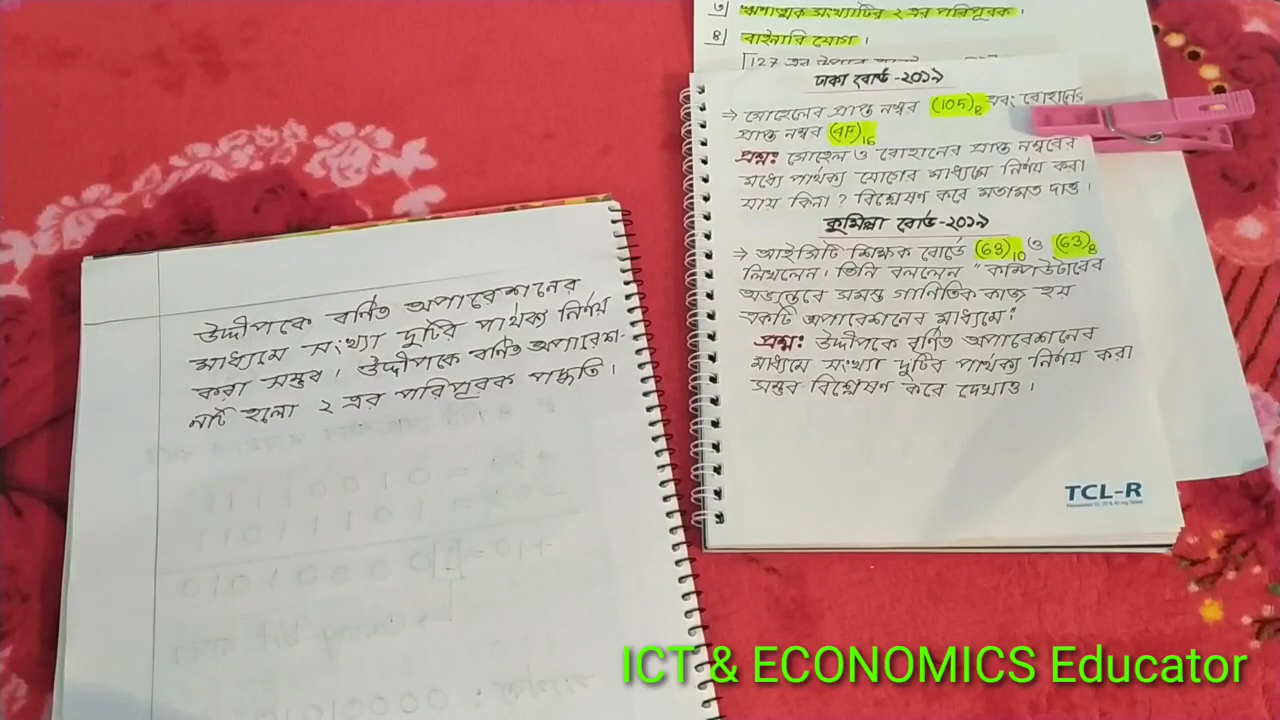 ৩] ঋণাত্মক সংখ্যাটির ২ এর পরিপূরক।
৪] বাইনারি যোগ।
ঢাকা বোর্ড -২০১৯
⇒ সোহেলের প্রাপ্ত নম্বর (105)8 এবং রোহানের
প্রাপ্ত নম্বর (4F)16
প্রশ্ন: সোহেল ও রোহানের প্রাপ্ত নম্বরের
মধ্যে পার্থক্য যোগের মাধ্যমে নির্ণয় করা
যায় কিনা? বিশ্লেষণ করে মতামত দাও।
কুমিল্লা বোর্ড -২০১৯
⇒ আইসিটি শিক্ষক বোর্ডে (63)10 ও (63)8
লিখলেন। তিনি বললেন "কম্পিউটারের
অভ্যন্তরে সমস্ত গাণিতিক কাজ হয়
একটি অপারেশনের মাধ্যমে।
প্রশ্ন: উদ্দীপকে বর্ণিত অপারেশনের
মাধ্যমে সংখ্যা দুটির পার্থক্য নির্ণয় করা
সম্ভব বিশ্লেষণ করে দেখাও।
TCL-R
উদ্দীপকে বর্ণিত অপারেশনের
মাধ্যমে সংখ্যা দুটির পার্থক্য নির্ণয়
করা সম্ভব। উদ্দীপকে বর্ণিত অপারেশ-
নটি হলো ২ এর পরিপূরক পদ্ধতি।
ICT & ECONOMICS Educator